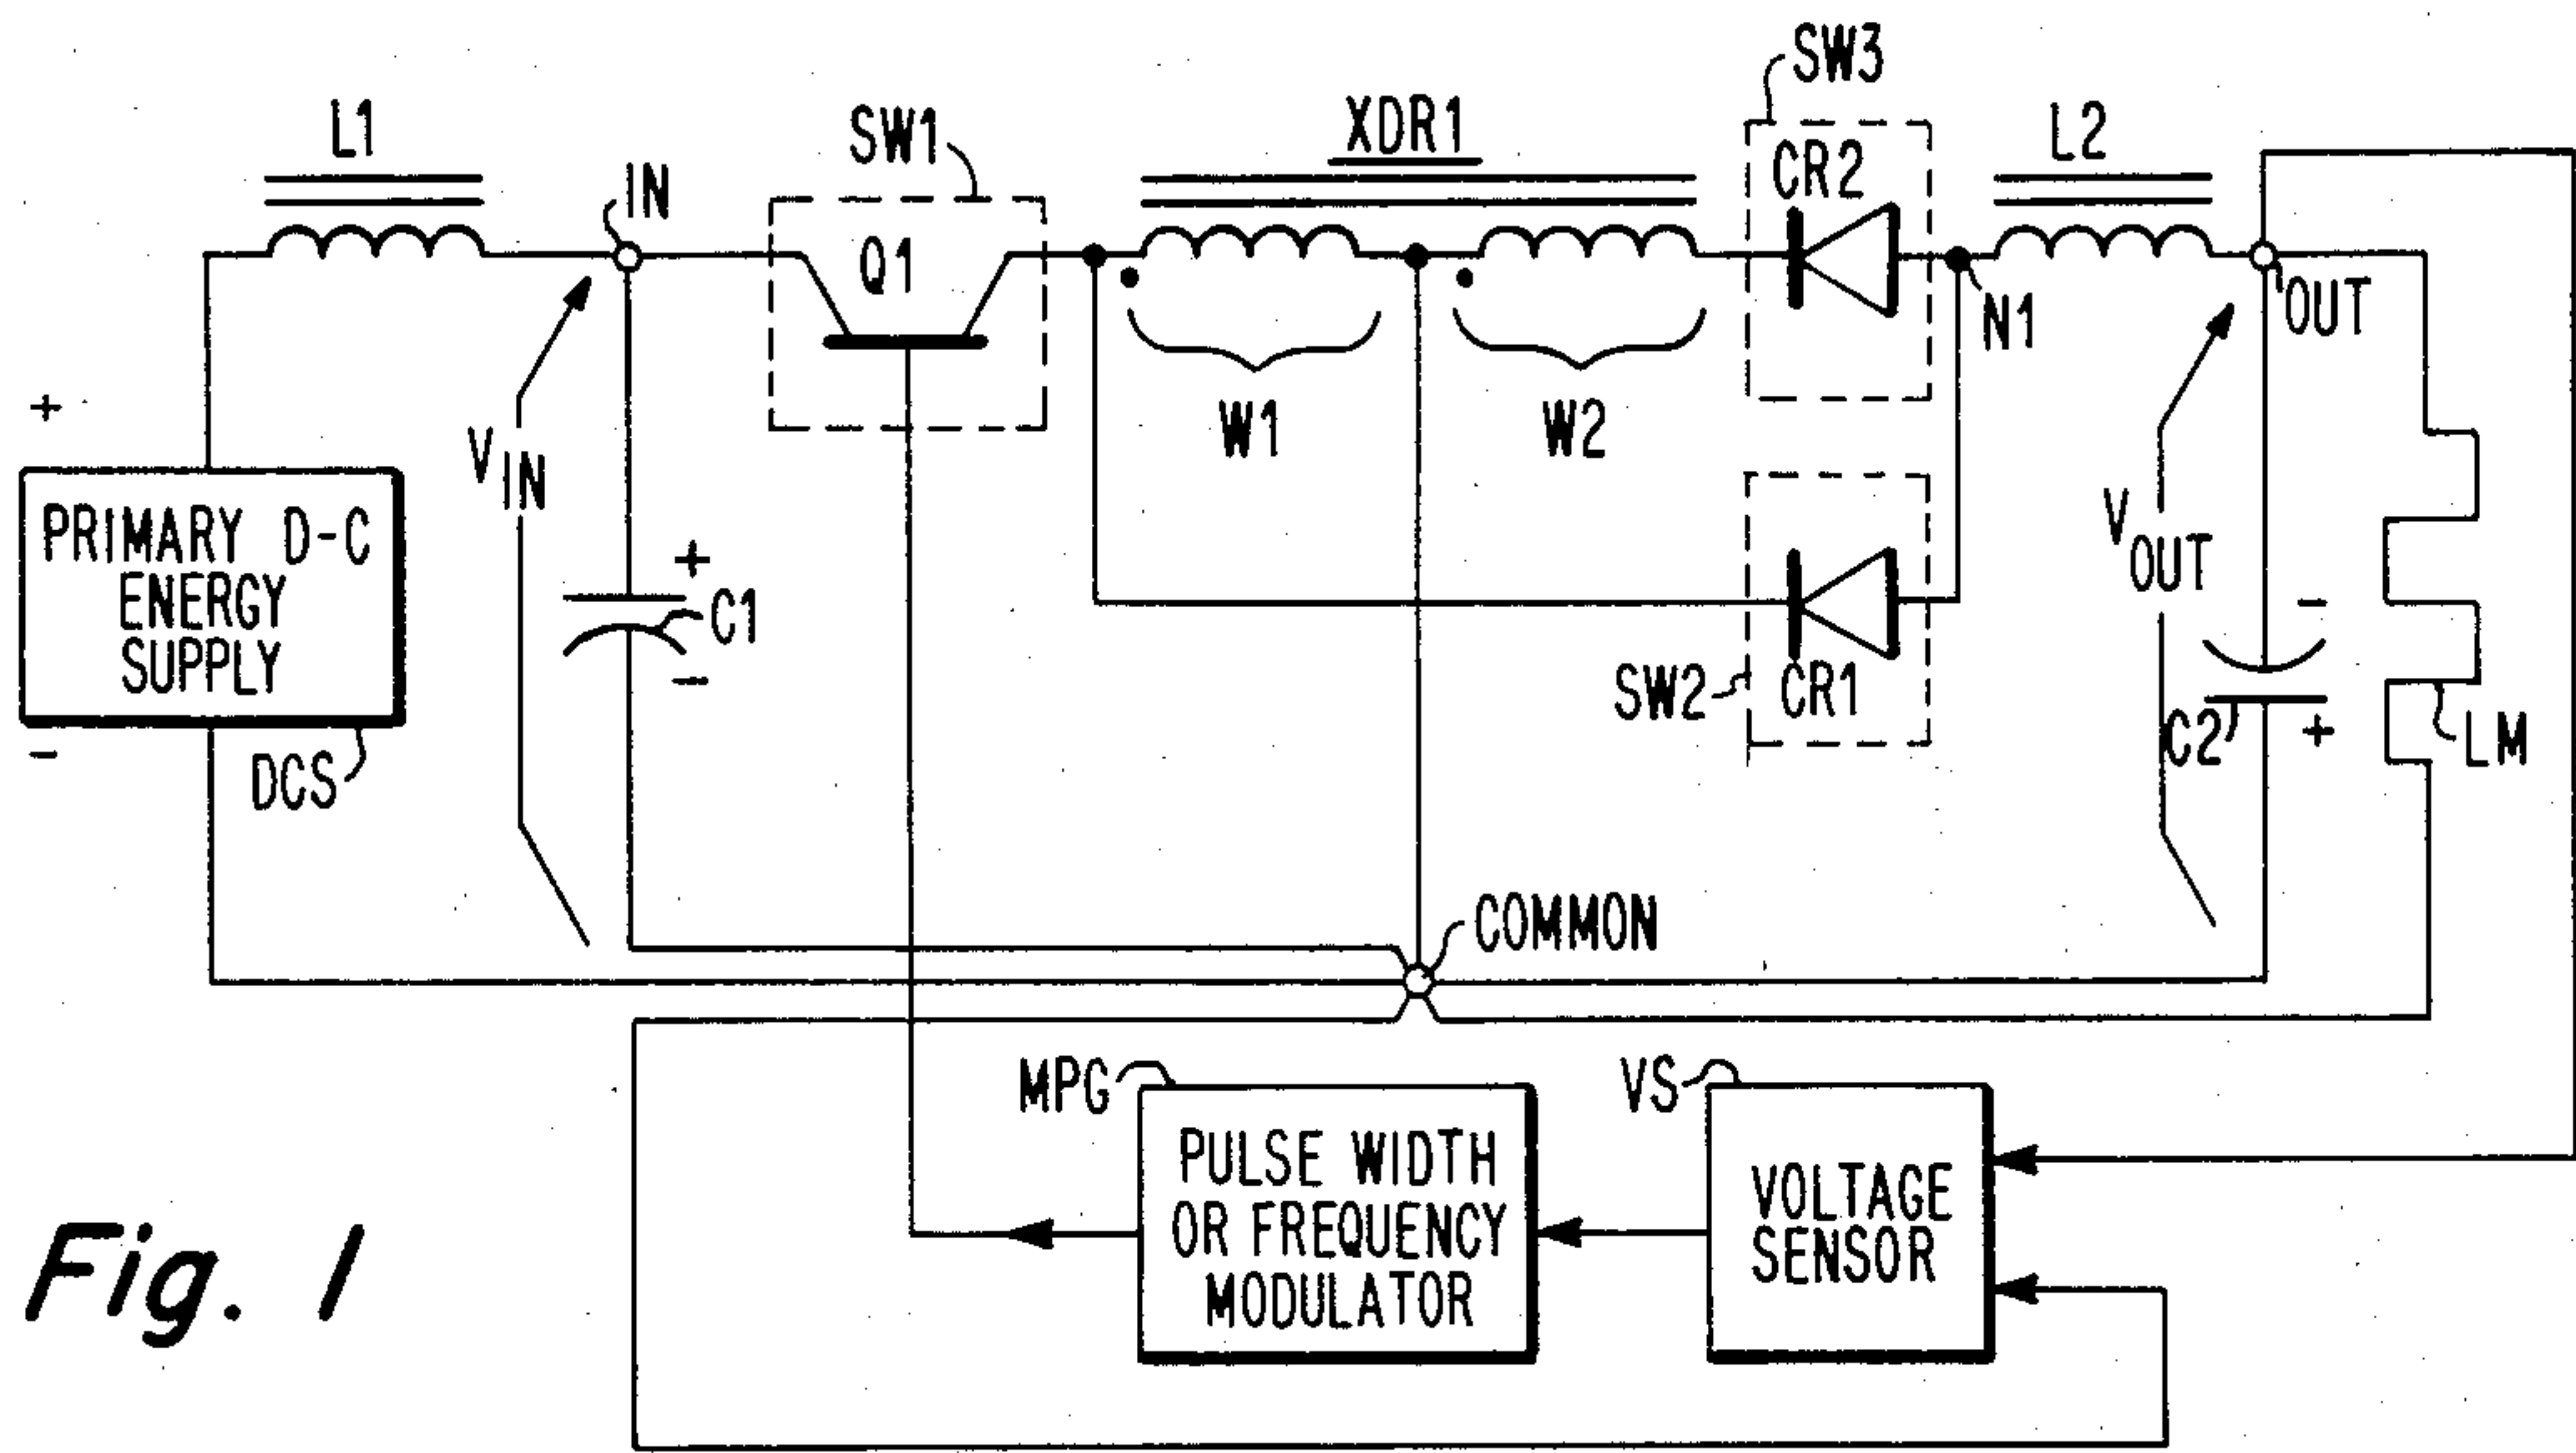 SW3
L1
SW1
XDR1
CR2
L2
IN
Q1
OUT
N1
+
V IN
W1
W2
PRIMARY D-C
ENERGY
SUPPLY
+
C1
-
V OUT
-
SW2
CR1
C2
+
LM
-
DCS
COMMON
MPG
VS
PULSE WIDTH
OR FREQUENCY
MODULATOR
VOLTAGE
SENSOR
Fig. 1